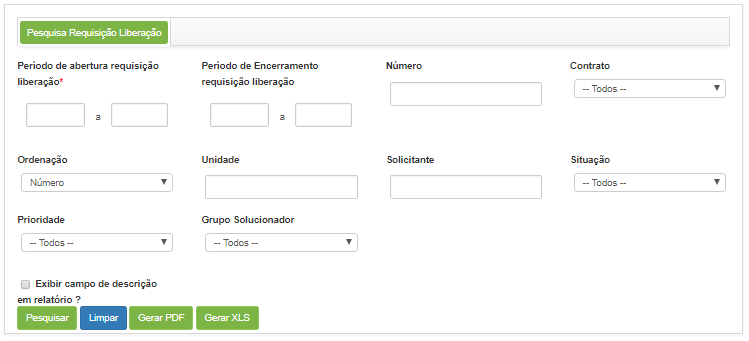 Pesquisa Requisição Liberação
Período de abertura requisição
liberação*
a
Período de Encerramento
requisição liberação
a
Número
Contrato
-- Todos --
Ordenação
Número
Unidade
Solicitante
Situação
-- Todos --
Prioridade
-- Todos --
Grupo Solucionador
-- Todos --
Exibir campo de descrição
em relatório ?
Pesquisar
Limpar
Gerar PDF
Gerar XLS